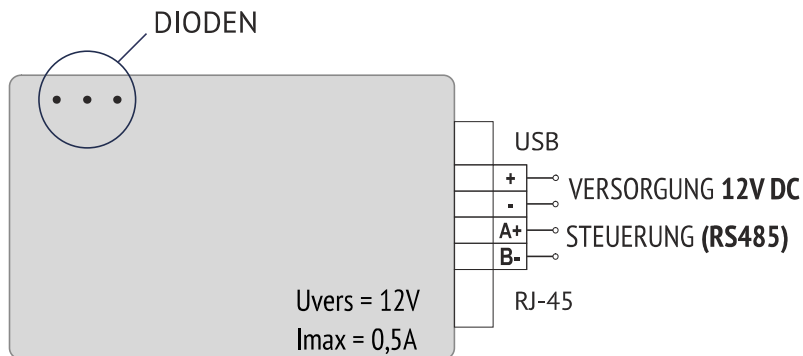 DIODEN
USB
+
-
VERSORGUNG 12V DC
A+
STEUERUNG (RS485)
B-
RJ-45
Uvers = 12V
Imax = 0,5A